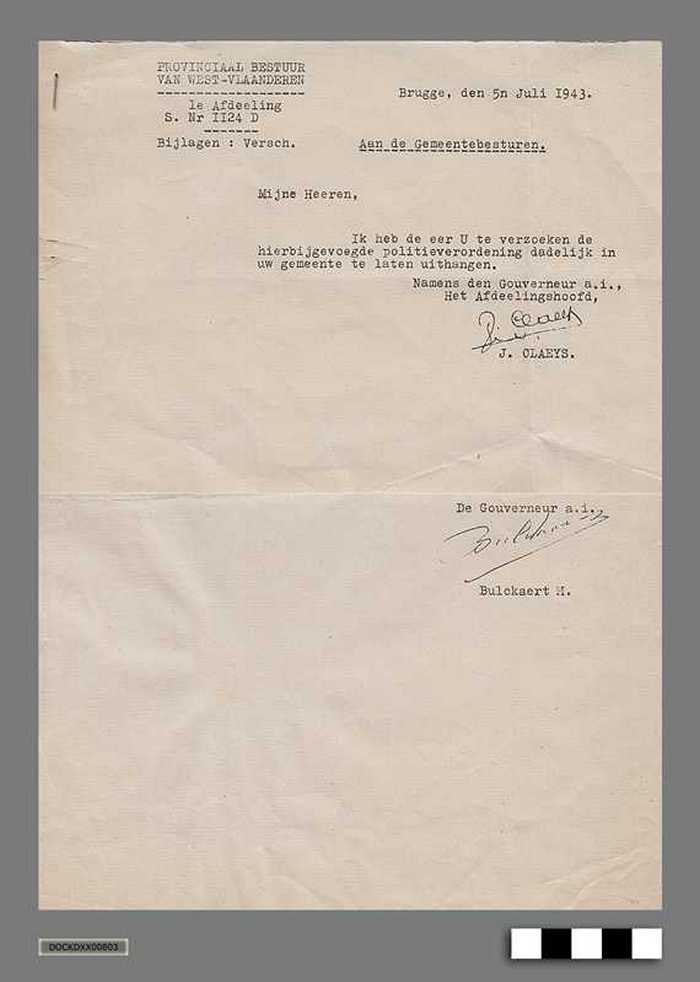 PROVINCIAAL BESTUUR
VAN WEST-VLAANDEREN
1e Afdeeling
S. Nr II24 D
Bijlagen : Versch.
Brugge, den 5n Juli I943.
Aan de Gemeentebesturen.
Mijne Heeren,
Ik heb de eer U te verzoeken de
hierbijgevoegde politieverordening dadelijk in
uw gemeente te laten uithangen.
Namens den Gouverneur a.i.,
Het Afdeelingshoofd,
J. CLAEYS.
De Gouverneur a.i.,
Bulckaert M.
DOCKDXX00803